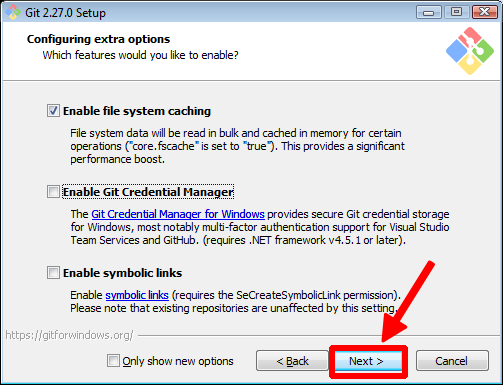 Git 2.27.0 Setup
Configuring extra options
Which features would you like to enable?
Enable file system caching
File system data will be read in bulk and cached in memory for certain
operations ("core.fscache" is set to "true"). This provides a significant
performance boost.
Enable Git Credential Manager
The Git Credential Manager for Windows provides secure Git credential storage
for Windows, most notably multi-factor authentication support for Visual Studio
Team Services and GitHub. (requires .NET framework v4.5.1 or later).
Enable symbolic links
Enable symbolic links (requires the SeCreateSymbolicLink permission).
Please note that existing repositories are unaffected by this setting.
https://gitforwindows.org/
Only show new options < Back Next > Cancel